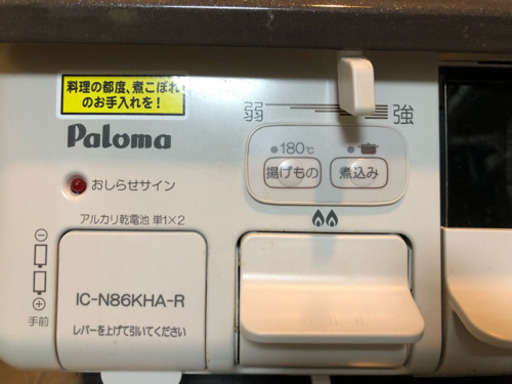 料理の都度、煮こぼれ
のお手入れを!
弱
強
Paloma
180℃
揚げもの
煮込み
おしらせサイン
アルカリ乾電池 単1×2
⊖
⊕
手前
IC-N86KHA-R
レバーを上げて引いてください